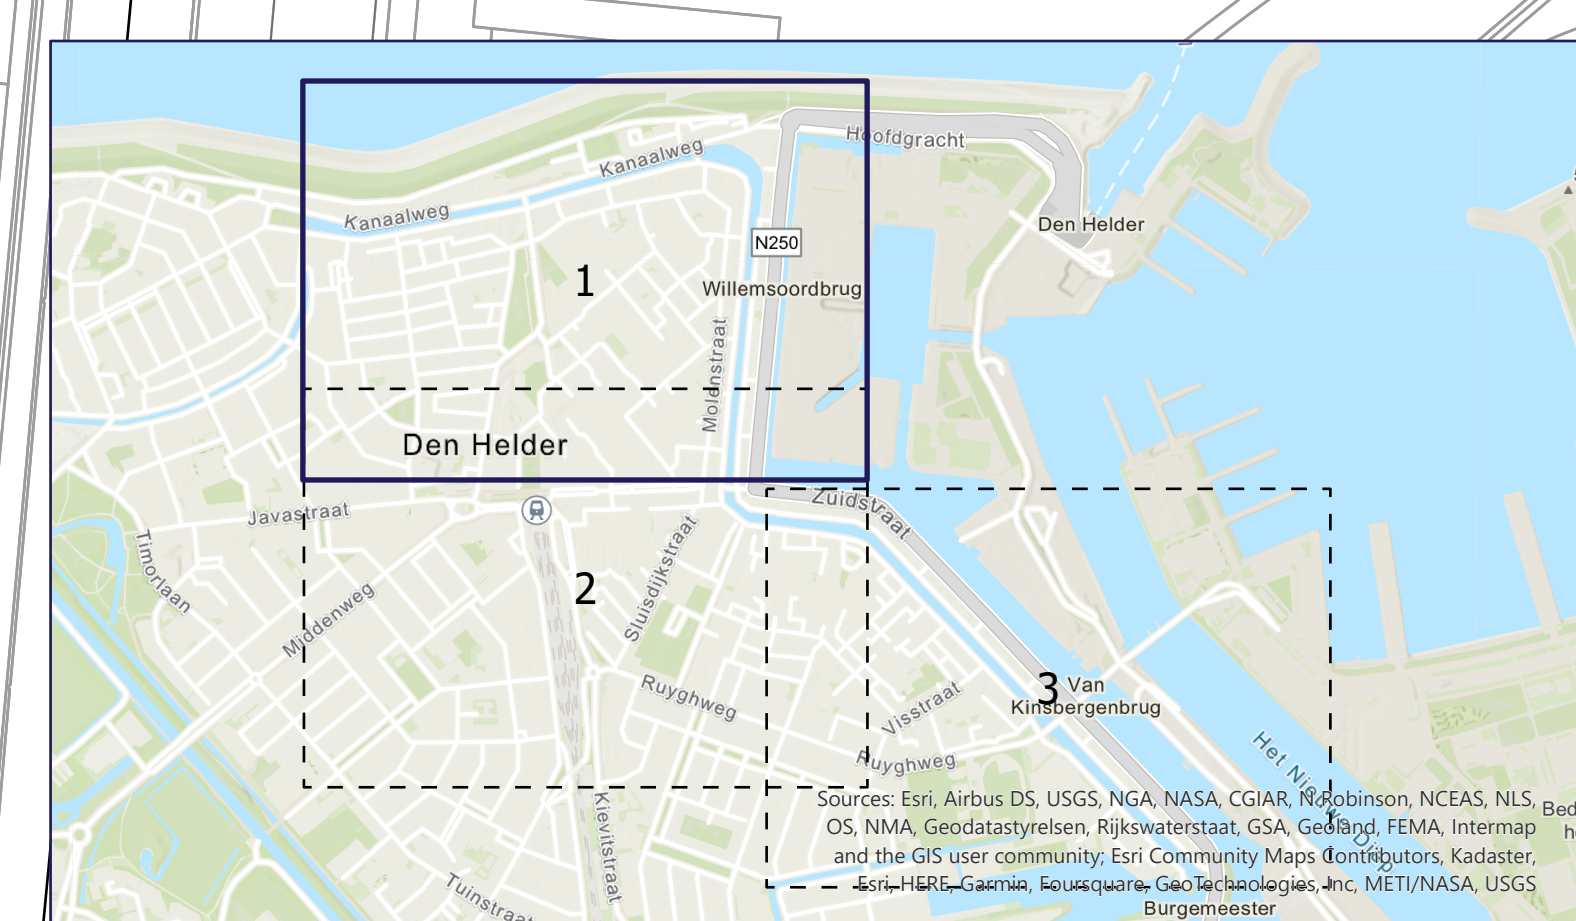 Hoofdgracht
Kanaalweg
Kanaalweg
Den Helder
N250
1
Willemsoordbrug
Molenstraat
Den Helder
Zuidstraat
Javastraat
Timorlaan
Sluisdijkstraat
2
Middenweg
Ruyghweg
Visstraat
3
Van
Kinsbergenbrug
Ruyghweg
Het Nieuwe Diep
Kievitstraat
Sources: Esri, Airbus DS, USGS, NGA, NASA, CGIAR, N Robinson, NCEAS, NLS,
OS, NMA, Geodatastyrelsen, Rijkswaterstaat, GSA, Geoland, FEMA, Intermap
and the GIS user community; Esri Community Maps Contributors, Kadaster,
Esri, HERE, Garmin, Foursquare, GeoTechnologies, Inc, METI/NASA, USGS
Bed
Tuinstraat
Burgemeester